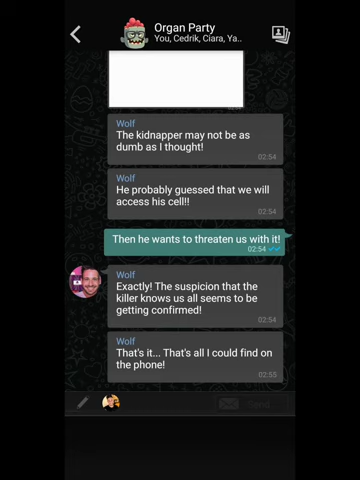 Organ Party
You, Cedrik, Ciara, Ya..
Wolf
The kidnapper may not be as
dumb as I thought!
02:54
Wolf
He probably guessed that we will
access his cell!!
02:54
Then he wants to threaten us with it!
02:54
Wolf
Exactly! The suspicion that the
killer knows us all seems to be
getting confirmed!
02:54
Wolf
That's it... That's all I could find on
the phone!
02:55
Send